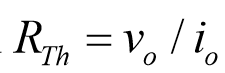 R_Th = v_o / i_o